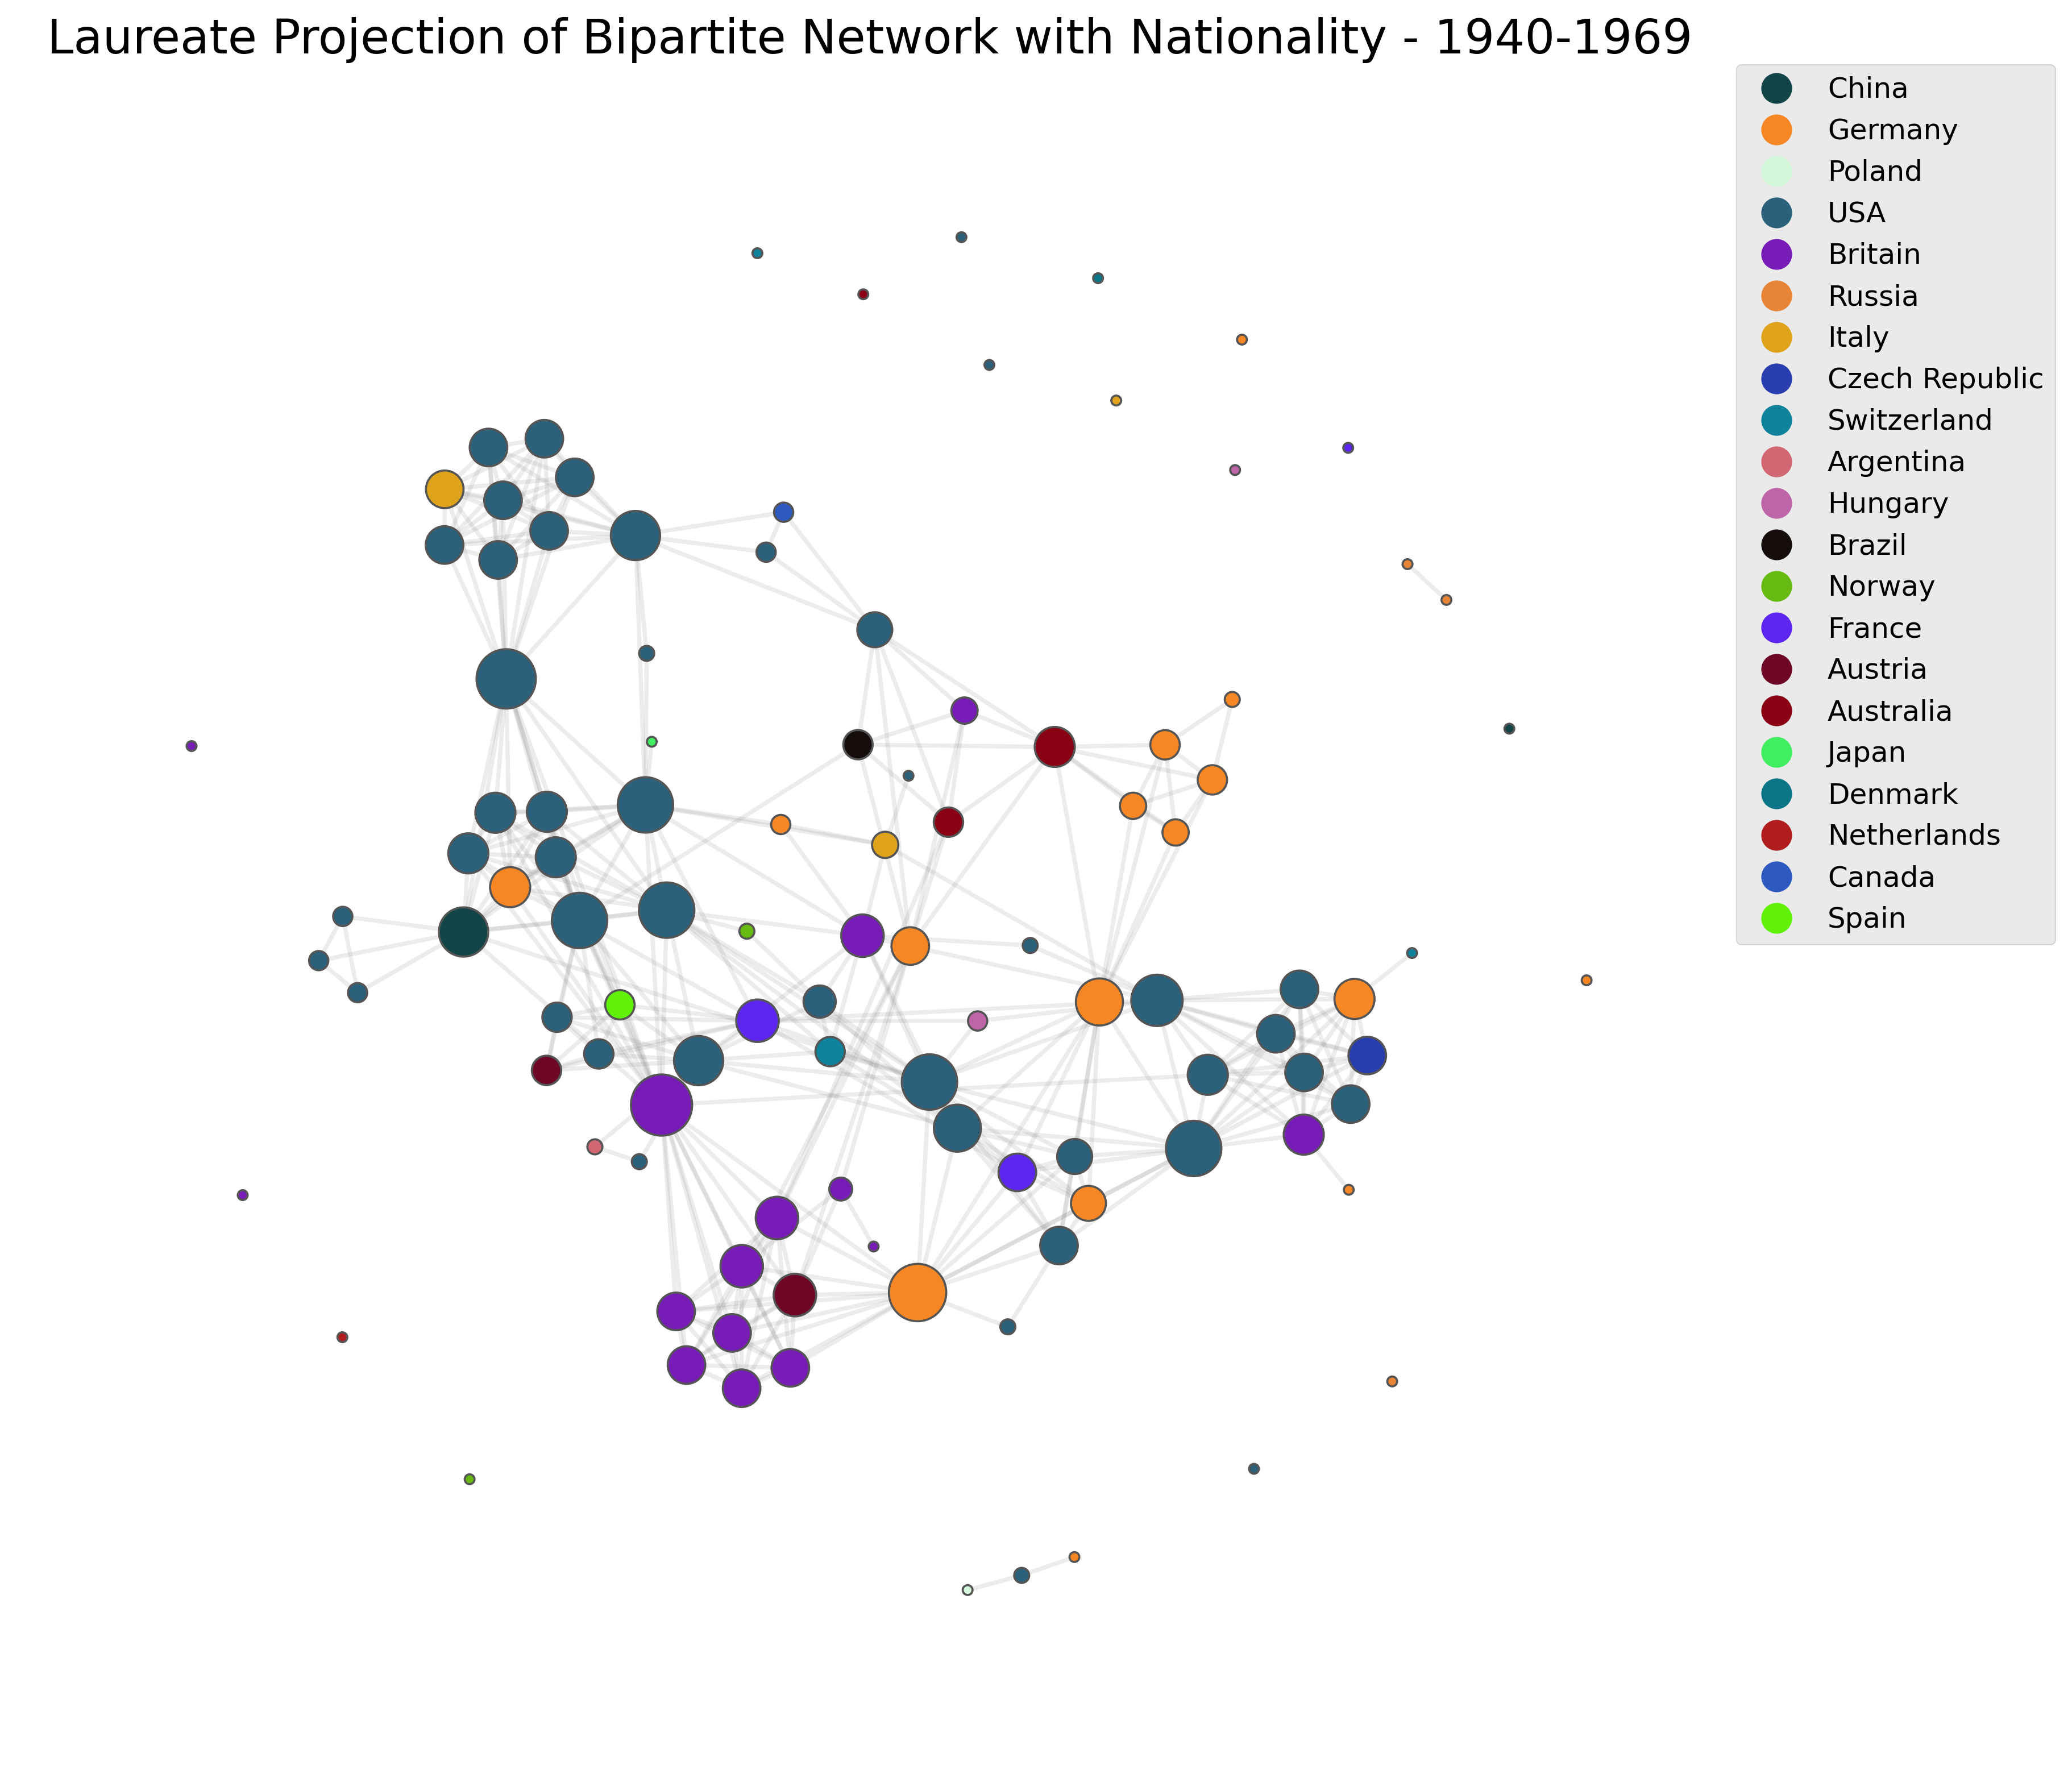 Laureate Projection of Bipartite Network with Nationality - 1940-1969
China
Germany
Poland
USA
Britain
Russia
Italy
Czech Republic
Switzerland
Argentina
Hungary
Brazil
Norway
France
Austria
Australia
Japan
Denmark
Netherlands
Canada
Spain